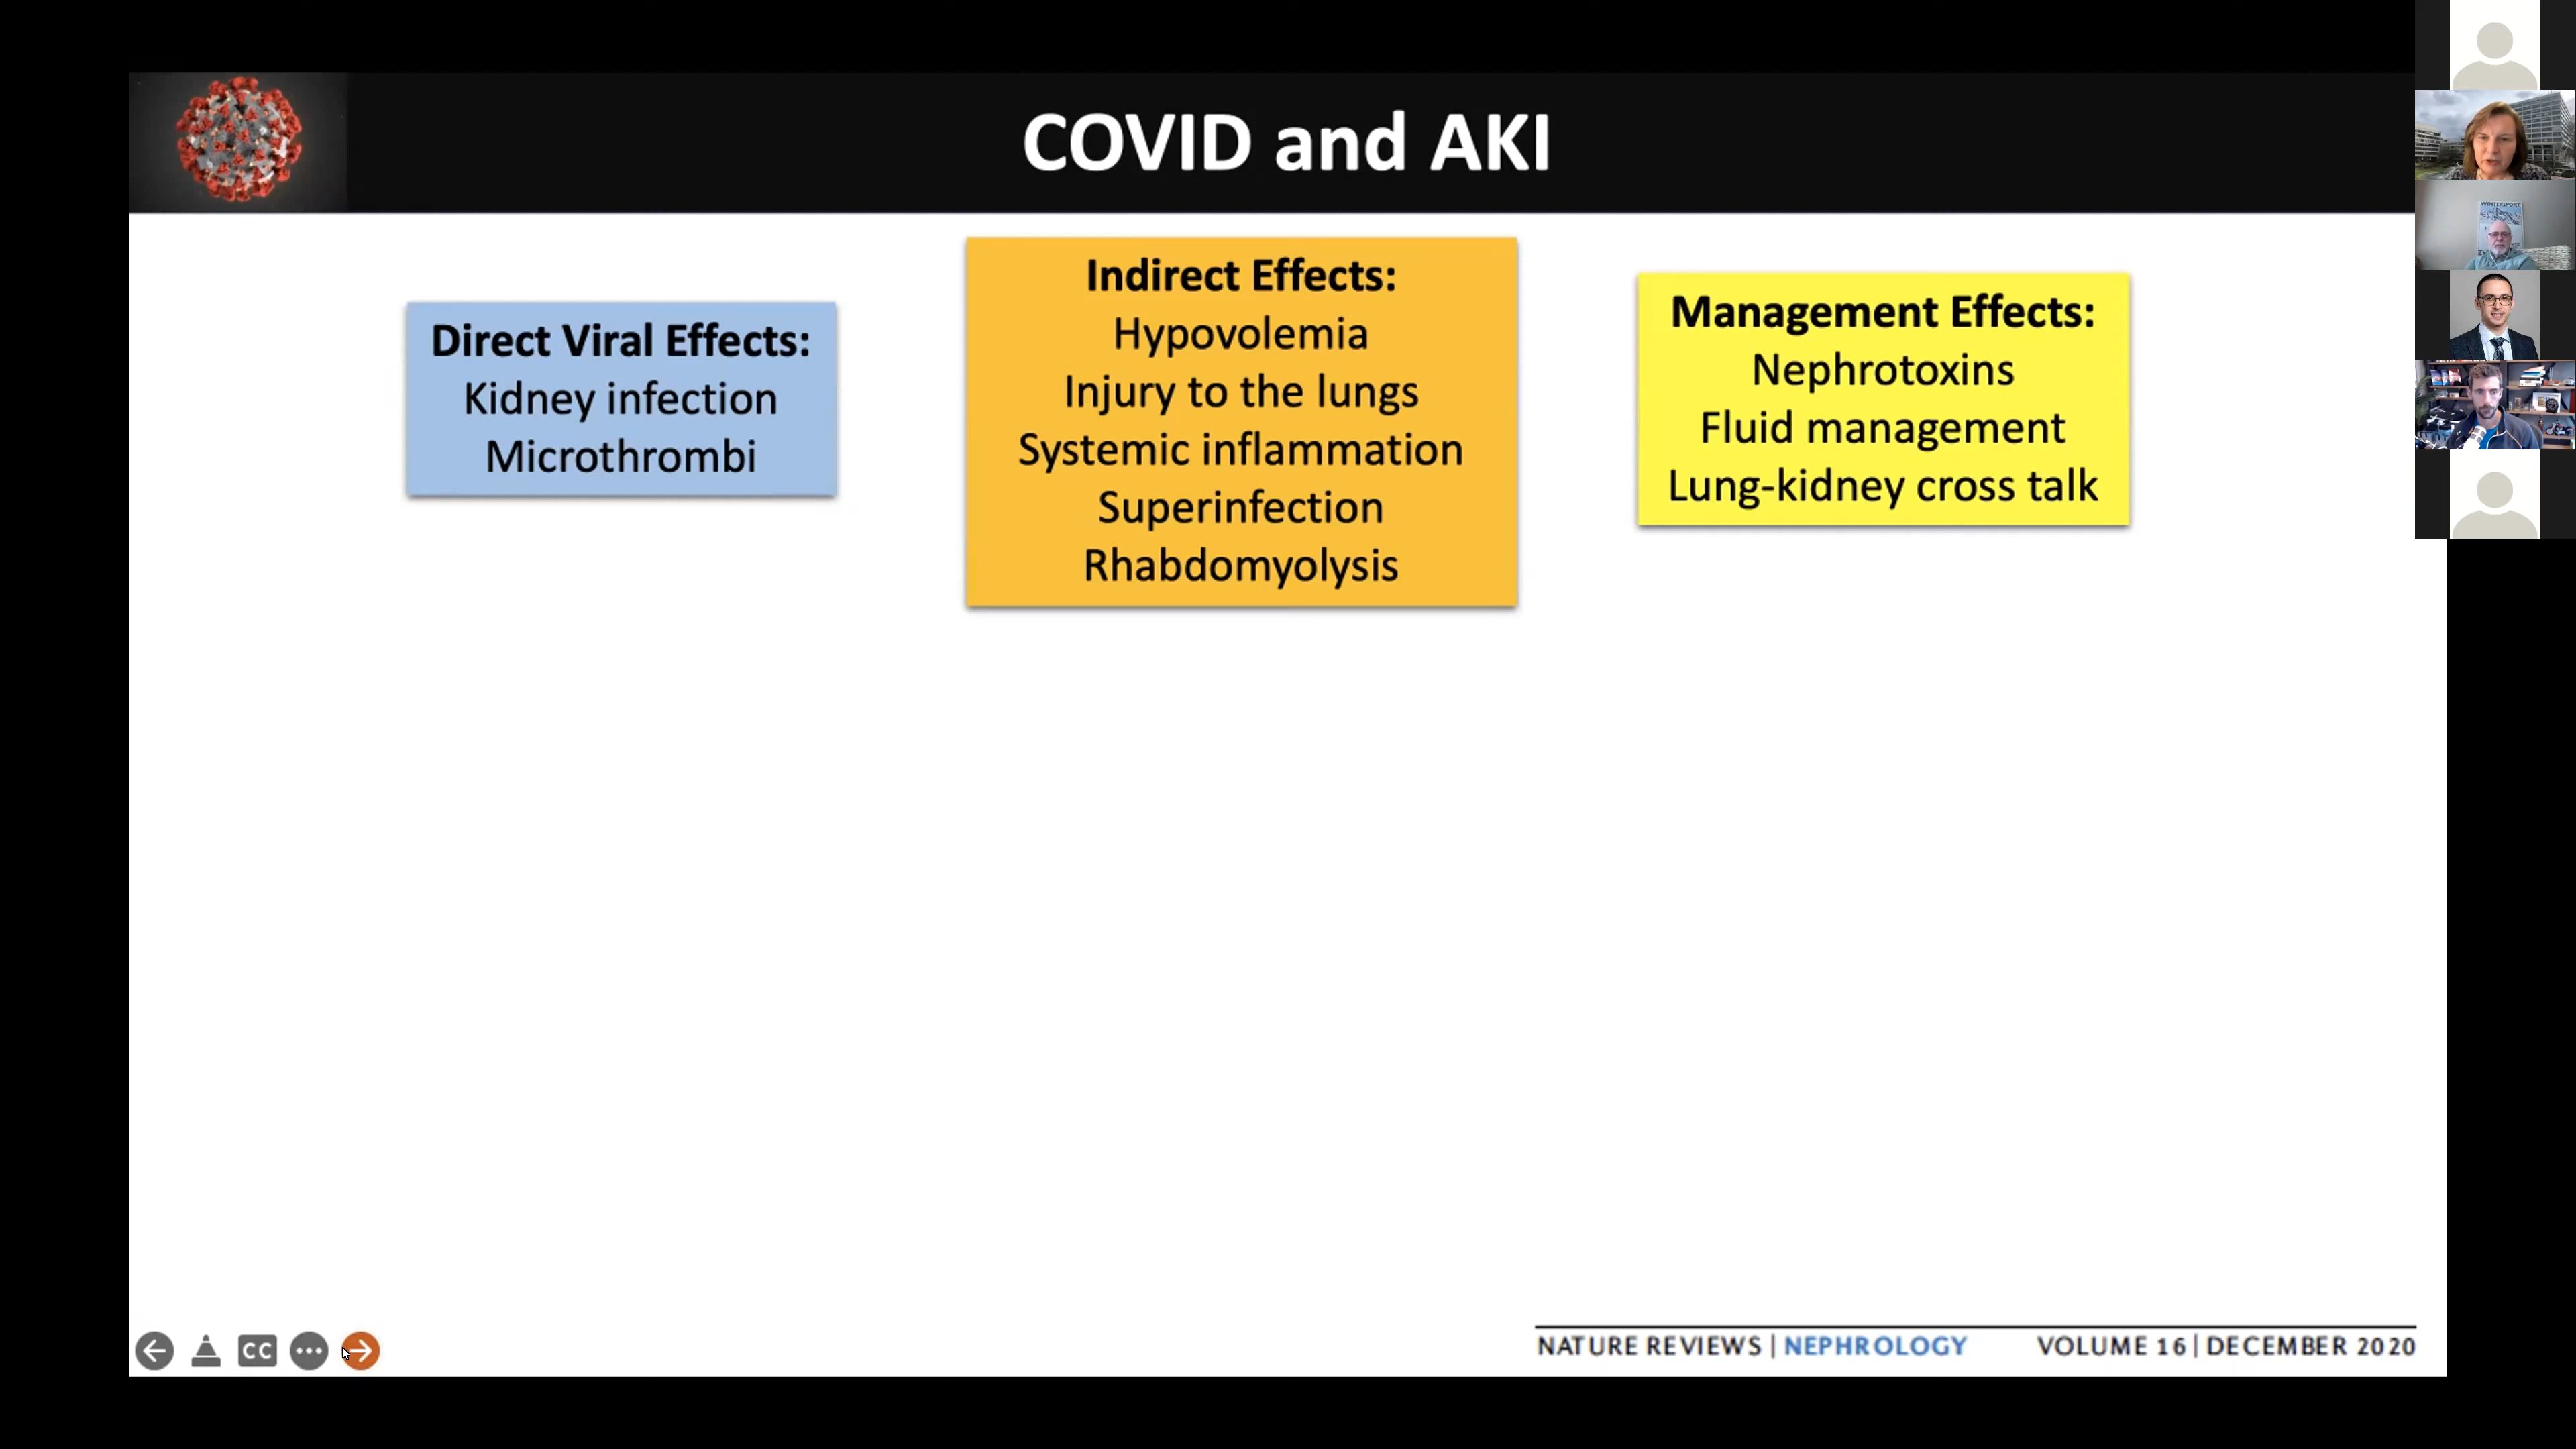 COVID and AKI
Direct Viral Effects:
Kidney infection
Microthrombi
Indirect Effects:
Hypovolemia
Injury to the lungs
Systemic inflammation
Superinfection
Rhabdomyolysis
Management Effects:
Nephrotoxins
Fluid management
Lung-kidney cross talk
WINTERSPORT
CC
NATURE REVIEWS | NEPHROLOGY VOLUME 16 | DECEMBER 2020